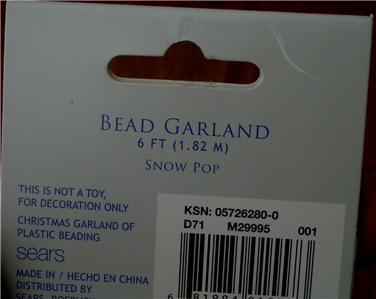 BEAD GARLAND
6 FT (1.82 M)
SNOW POP
THIS IS NOT A TOY,
FOR DECORATION ONLY
CHRISTMAS GARLAND OF
PLASTIC BEADING
sears
MADE IN / HECHO EN CHINA
DISTRIBUTED BY
SEARS,
KSN: 05726280-0
D71 M29995 001